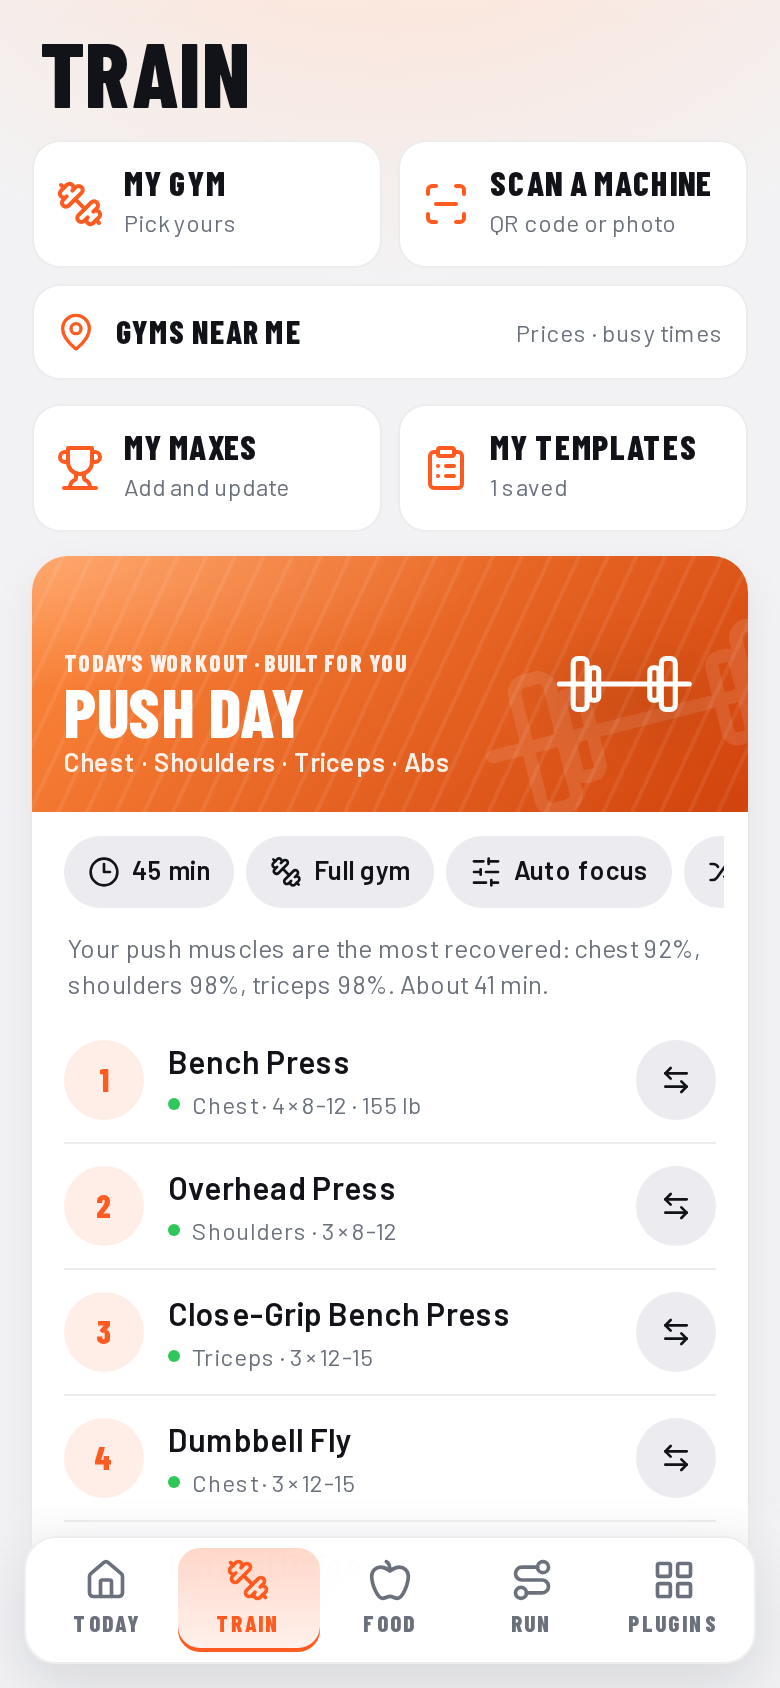 TRAIN
MY GYM
Pick yours
SCAN A MACHINE
QR code or photo
GYMS NEAR ME
Prices · busy times
MY MAXES
Add and update
MY TEMPLATES
1 saved
TODAY'S WORKOUT · BUILT FOR YOU
PUSH DAY
Chest · Shoulders · Triceps · Abs
45 min
Full gym
Auto focus
Your push muscles are the most recovered: chest 92%,
shoulders 98%, triceps 98%. About 41 min.
1
Bench Press
Chest · 4×8–12 · 155 lb
2
Overhead Press
Shoulders · 3×8–12
3
Close-Grip Bench Press
Triceps · 3×12–15
4
Dumbbell Fly
Chest · 3×12–15
TODAY
TRAIN
FOOD
RUN
PLUGINS